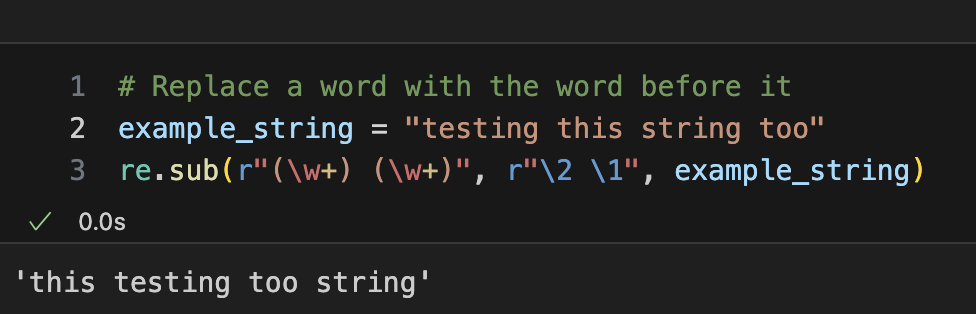 1 # Replace a word with the word before it
2 example_string = "testing this string too"
3 re.sub(r"(\w+) (\w+)", r"\2 \1", example_string)
✓ 0.0s
'this testing too string'